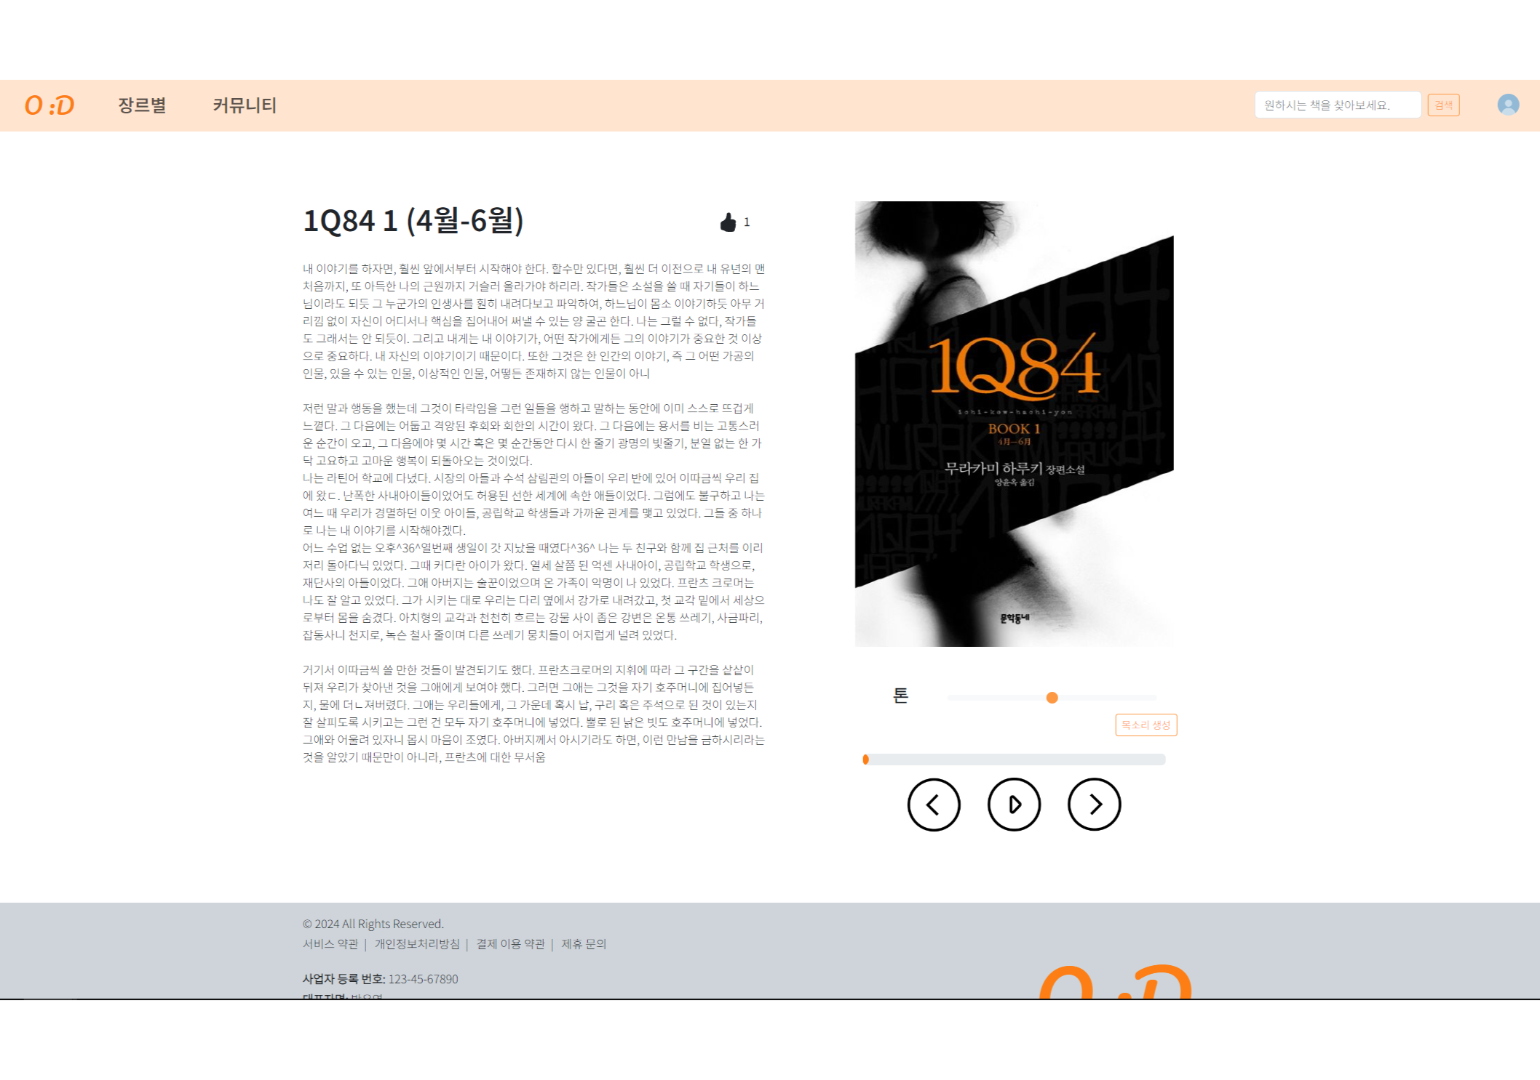 O :D
장르별
커뮤니티
원하시는 책을 찾아보세요.
검색
1Q84 1 (4월-6월)
1
내 이야기를 하자면, 훨씬 앞에서부터 시작해야 한다. 할수만 있다면, 훨씬 더 이전으로 내 유년의 맨
처음까지, 또 아득한 나의 근원까지 거슬러 올라가야 하리라. 작가들은 소설을 쓸 때 자기들이 하느
님이라도 되듯 그 누군가의 인생사를 훤히 내려다보고 파악하여, 하느님이 몸소 이야기하듯 아무 거
리낌 없이 자신이 어디서나 핵심을 집어내어 써낼 수 있는 양 굴곤 한다. 나는 그럴 수 없다, 작가들
도 그래서는 안 되듯이. 그리고 내게는 내 이야기가, 어떤 작가에게든 그의 이야기가 중요한 것 이상
으로 중요하다. 내 자신의 이야기이기 때문이다. 또한 그것은 한 인간의 이야기, 즉 그 어떤 가공의
인물, 있을 수 있는 인물, 이상적인 인물, 어떻든 존재하지 않는 인물이 아니
저런 말과 행동을 했는데 그것이 타락임을 그런 일들을 행하고 말하는 동안에 이미 스스로 뜨겁게
느꼈다. 그 다음에는 어둡고 격앙된 후회와 회한의 시간이 왔다. 그 다음에는 용서를 비는 고통스러
운 순간이 오고, 그 다음에야 몇 시간 혹은 몇 순간동안 다시 한 줄기 광명의 빛줄기, 분열 없는 한 가
닥 고요하고 고마운 행복이 되돌아오는 것이었다.
나는 라틴어 학교에 다녔다. 시장의 아들과 수석 삼림관의 아들이 우리 반에 있어 이따금씩 우리 집
에 왔ㄷ. 난폭한 사내아이들이었어도 허용된 선한 세계에 속한 애들이었다. 그럼에도 불구하고 나는
여느 때 우리가 경멸하던 이웃 아이들, 공립학교 학생들과 가까운 관계를 맺고 있었다. 그들 중 하나
로 나는 내 이야기를 시작해야겠다.
어느 수업 없는 오후^36^열번째 생일이 갓 지났을 때였다^36^ 나는 두 친구와 함께 집 근처를 이리
저리 돌아다닉 있었다. 그때 커다란 아이가 왔다. 열세 살쯤 된 억센 사내아이, 공립학교 학생으로,
재단사의 아들이었다. 그애 아버지는 술꾼이었으며 온 가족이 악명이 나 있었다. 프란츠 크로머는
나도 잘 알고 있었다. 그가 시키는 대로 우리는 다리 옆에서 강가로 내려갔고, 첫 교각 밑에서 세상으
로부터 몸을 숨겼다. 아치형의 교각과 천천히 흐르는 강물 사이 좁은 강변은 온통 쓰레기, 사금파리,
잡동사니 천지로, 녹슨 철사 줄이며 다른 쓰레기 뭉치들이 어지럽게 널려 있었다.
거기서 이따금씩 쓸 만한 것들이 발견되기도 했다. 프란츠크로머의 지휘에 따라 그 구간을 샅샅이
뒤져 우리가 찾아낸 것을 그애에게 보여야 했다. 그러면 그애는 그것을 자기 호주머니에 집어넣든
지, 물에 더ㄴ져버렸다. 그애는 우리들에게, 그 가운데 혹시 납, 구리 혹은 주석으로 된 것이 있는지
잘 살피도록 시키고는 그런 건 모두 자기 호주머니에 넣었다. 뿔로 된 낡은 빗도 호주머니에 넣었다.
그애와 어울려 있자니 몹시 마음이 조였다. 아버지께서 아시기라도 하면, 이런 만남을 금하시리라는
것을 알았기 때문만이 아니라, 프란츠에 대한 무서움
1Q84
ichi-kew-hachi-yon
BOOK 1
4月—6月
무라카미 하루키 장편소설
양윤옥 옮김
문학동네
톤
목소리 생성
© 2024 All Rights Reserved.
서비스 약관 | 개인정보처리방침 | 결제 이용 약관 | 제휴 문의
사업자 등록 번호: 123-45-67890
O :D